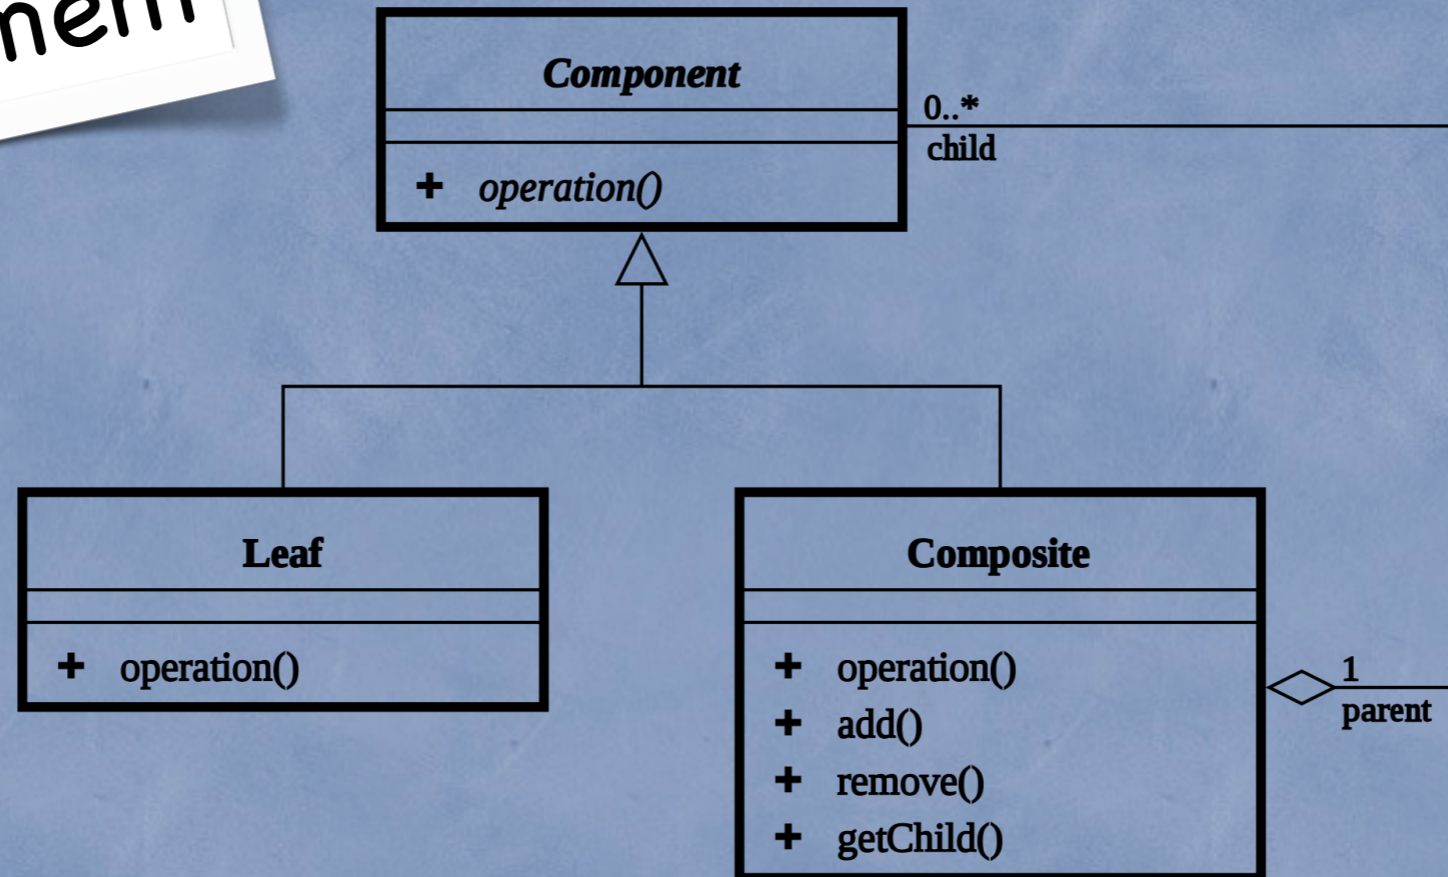 Component
0..*
child
+ operation()
Leaf
+ operation()
Composite
+ operation()
+ add()
+ remove()
+ getChild()
1
parent